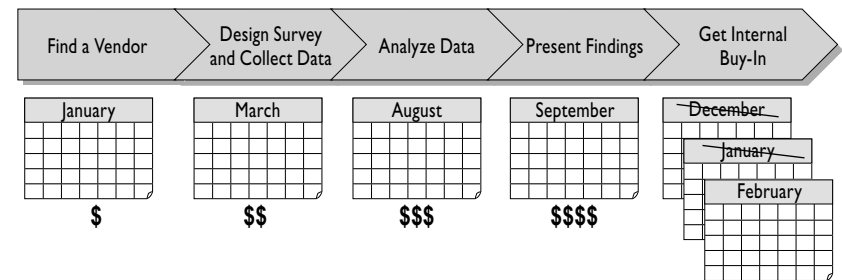 Find a Vendor
Design Survey
and Collect Data
Analyze Data
Present Findings
Get Internal
Buy-In
January
March
August
September
December
January
February
$
$$
$$$
$$$$